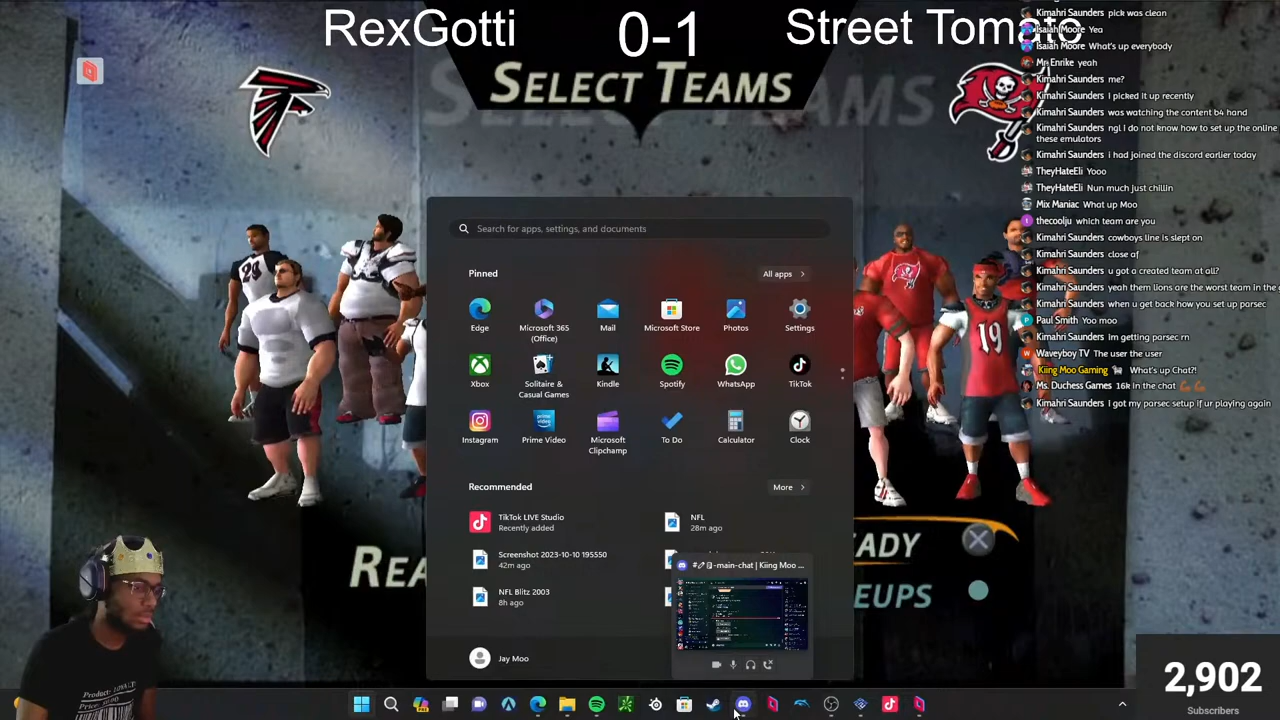 RexGotti
0-1
Street Tomato
SELECT TEAMS
Kimahri Saunders pick was clean
Isaiah Moore Yea
Isaiah Moore What's up everybody
Mr. Enrike yeah
Kimahri Saunders me?
Kimahri Saunders I picked it up recently
Kimahri Saunders was watching the content b4 hand
Kimahri Saunders ngl i do not know how to set up the online
these emulators
Kimahri Saunders i had joined the discord earlier today
TheyHateEli Yooo
TheyHateEli Nun much just chillin
Mix Maniac What up Moo
thecoolju which team are you
Kimahri Saunders cowboys line is slept on
Kimahri Saunders close af
Kimahri Saunders u got a created team at all?
Kimahri Saunders yeah them lions are the worst team in the
Kimahri Saunders when u get back how you set up parsec
Paul Smith Yoo moo
Kimahri Saunders Im getting parsec rn
Waveyboy TV The user the user
Kiing Moo Gaming What's up Chat?!
Ms. Duchess Games 16k in the chat
Kimahri Saunders I got my parsec setup if ur playing again
29
19
Search for apps, settings, and documents
Pinned
All apps >
Edge
Microsoft 365
(Office)
Mail
Microsoft Store
Photos
Settings
Xbox
Solitaire &
Casual Games
Kindle
Spotify
WhatsApp
TikTok
Instagram
Prime Video
Microsoft
Clipchamp
To Do
Calculator
Clock
Recommended
More >
TikTok LIVE Studio
Recently added
NFL
28m ago
Screenshot 2023-10-10 195550
42m ago
NFL Blitz 2003
8h ago
-main-chat | Kiing Moo ...
Jay Moo
REA
ADY
EUPS
2,902
Subscribers